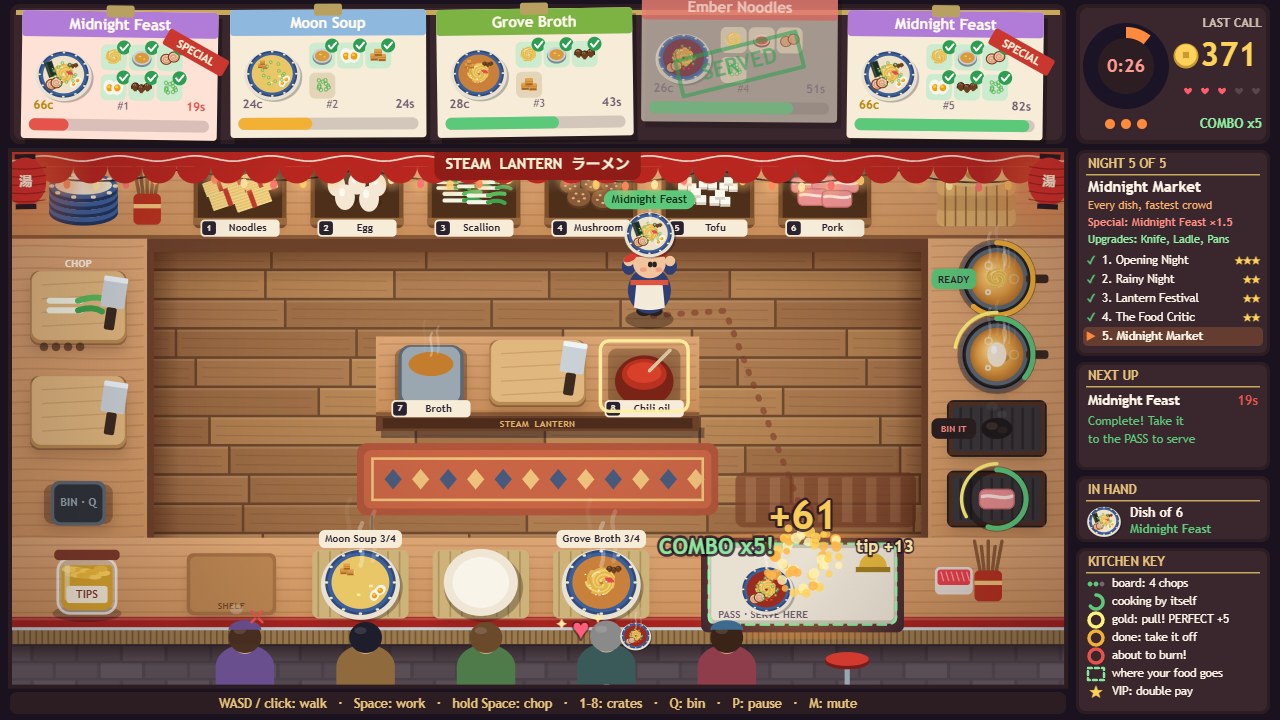 Midnight Feast
SPECIAL
66c
#1
19s
Moon Soup
24c
#2
24s
Grove Broth
28c
#3
43s
Ember Noodles
SERVED
26c
#4
51s
Midnight Feast
SPECIAL
66c
#5
82s
0:26
LAST CALL
371
COMBO x5
STEAM LANTERN ラーメン
湯
湯
Midnight Feast
1 Noodles
2 Egg
3 Scallion
4 Mushroom
5 Tofu
6 Pork
CHOP
READY
7 Broth
8 Chili oil
STEAM LANTERN
BIN IT
BIN · Q
+61
COMBO x5!
tip +13
Moon Soup 3/4
Grove Broth 3/4
TIPS
SHELF
PASS · SERVE HERE
NIGHT 5 OF 5
Midnight Market
Every dish, fastest crowd
Special: Midnight Feast ×1.5
Upgrades: Knife, Ladle, Pans
1. Opening Night
2. Rainy Night
3. Lantern Festival
4. The Food Critic
5. Midnight Market
NEXT UP
Midnight Feast 19s
Complete! Take it
to the PASS to serve
IN HAND
Dish of 6
Midnight Feast
KITCHEN KEY
board: 4 chops
cooking by itself
gold: pull! PERFECT +5
done: take it off
about to burn!
where your food goes
VIP: double pay
WASD / click: walk · Space: work · hold Space: chop · 1-8: crates · Q: bin · P: pause · M: mute